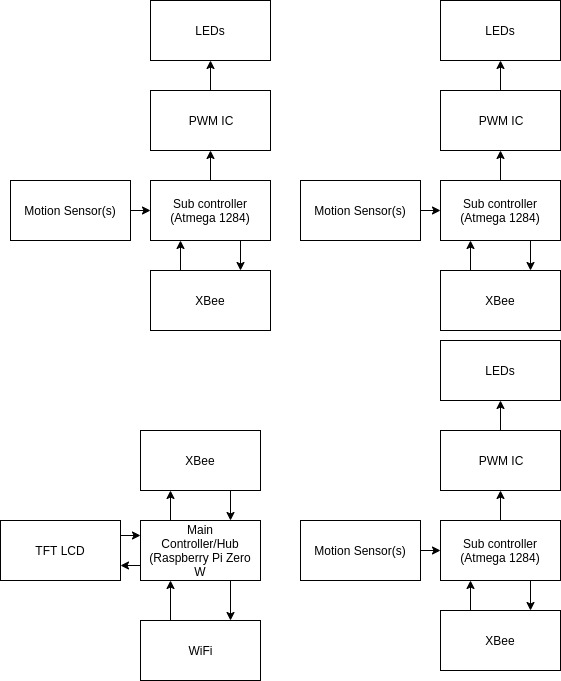 LEDs
PWM IC
Motion Sensor(s)
Sub controller
(Atmega 1284)
XBee
LEDs
PWM IC
Motion Sensor(s)
Sub controller
(Atmega 1284)
XBee
XBee
TFT LCD
Main
Controller/Hub
(Raspberry Pi Zero
W
WiFi
LEDs
PWM IC
Motion Sensor(s)
Sub controller
(Atmega 1284)
XBee